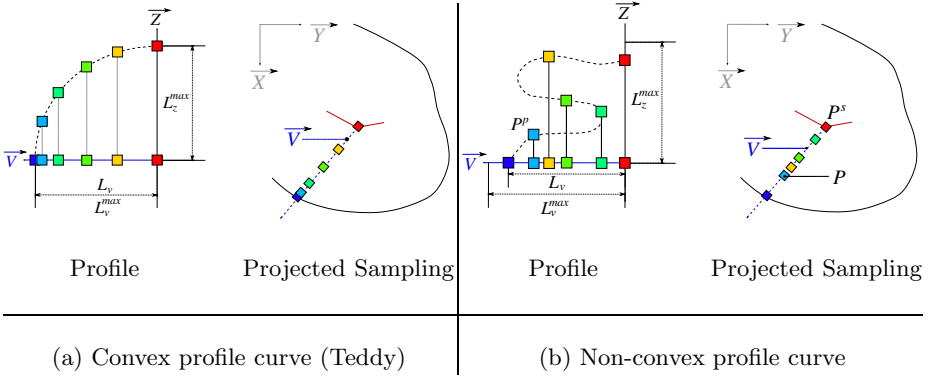 Z
Y
X
L_z^{max}
V
V
L_v
L_v^{max}
Profile
Projected Sampling
(a) Convex profile curve (Teddy)
Z
Y
X
L_z^{max}
P^p
P^s
V
V
P
L_v
L_v^{max}
Profile
Projected Sampling
(b) Non-convex profile curve